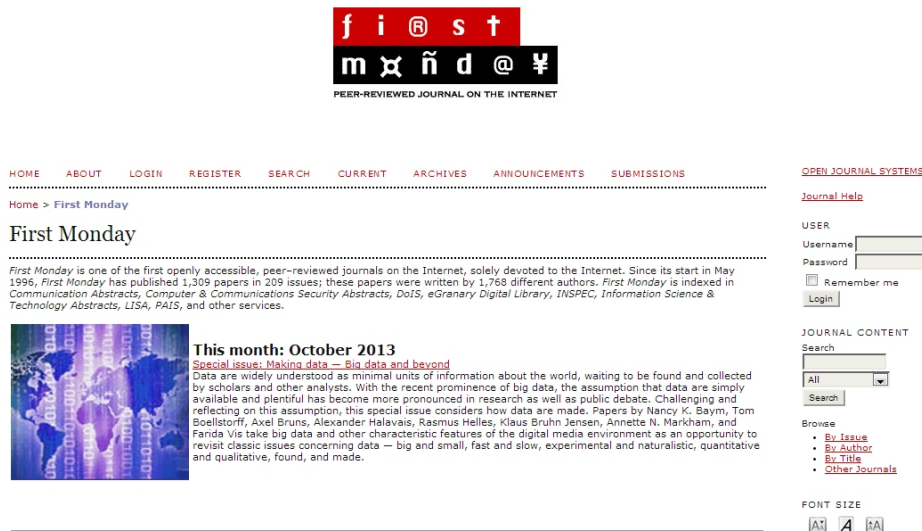 fi®st
m¤ñd@¥
PEER-REVIEWED JOURNAL ON THE INTERNET
HOME ABOUT LOGIN REGISTER SEARCH CURRENT ARCHIVES ANNOUNCEMENTS SUBMISSIONS
Home > First Monday
First Monday
First Monday is one of the first openly accessible, peer–reviewed journals on the Internet, solely devoted to the Internet. Since its start in May
1996, First Monday has published 1,309 papers in 209 issues; these papers were written by 1,768 different authors. First Monday is indexed in
Communication Abstracts, Computer & Communications Security Abstracts, DoIS, eGranary Digital Library, INSPEC, Information Science &
Technology Abstracts, LISA, PAIS, and other services.
This month: October 2013
Special issue: Making data — Big data and beyond
Data are widely understood as minimal units of information about the world, waiting to be found and collected
by scholars and other analysts. With the recent prominence of big data, the assumption that data are simply
available and plentiful has become more pronounced in research as well as public debate. Challenging and
reflecting on this assumption, this special issue considers how data are made. Papers by Nancy K. Baym, Tom
Boellstorff, Axel Bruns, Alexander Halavais, Rasmus Helles, Klaus Bruhn Jensen, Annette N. Markham, and
Farida Vis take big data and other characteristic features of the digital media environment as an opportunity to
revisit classic issues concerning data — big and small, fast and slow, experimental and naturalistic, quantitative
and qualitative, found, and made.
OPEN JOURNAL SYSTEMS
Journal Help
USER
Username
Password
Remember me
Login
JOURNAL CONTENT
Search
All
Search
Browse
By Issue
By Author
By Title
Other Journals
FONT SIZE
A A A